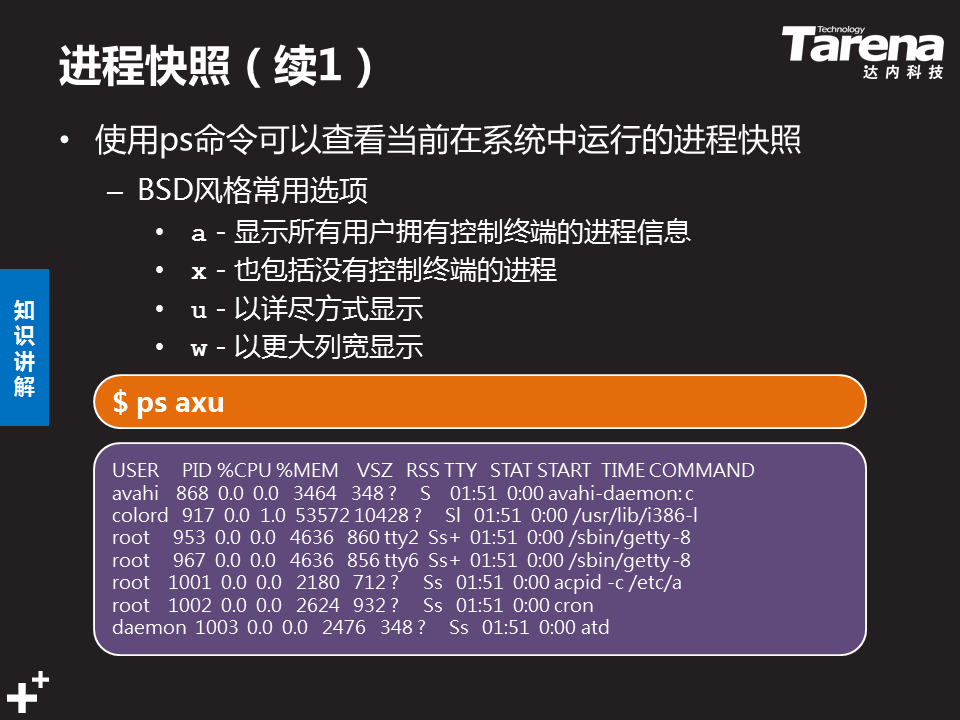 进程快照（续1）
Technology
Tarena
达内科技
• 使用ps命令可以查看当前在系统中运行的进程快照
– BSD风格常用选项
• a - 显示所有用户拥有控制终端的进程信息
• x - 也包括没有控制终端的进程
• u - 以详尽方式显示
• w - 以更大列宽显示
知识讲解
$ ps axu
USER PID %CPU %MEM VSZ RSS TTY STAT START TIME COMMAND
avahi 868 0.0 0.0 3464 348 ? S 01:51 0:00 avahi-daemon: c
colord 917 0.0 1.0 53572 10428 ? Sl 01:51 0:00 /usr/lib/i386-l
root 953 0.0 0.0 4636 860 tty2 Ss+ 01:51 0:00 /sbin/getty -8
root 967 0.0 0.0 4636 856 tty6 Ss+ 01:51 0:00 /sbin/getty -8
root 1001 0.0 0.0 2180 712 ? Ss 01:51 0:00 acpid -c /etc/a
root 1002 0.0 0.0 2624 932 ? Ss 01:51 0:00 cron
daemon 1003 0.0 0.0 2476 348 ? Ss 01:51 0:00 atd